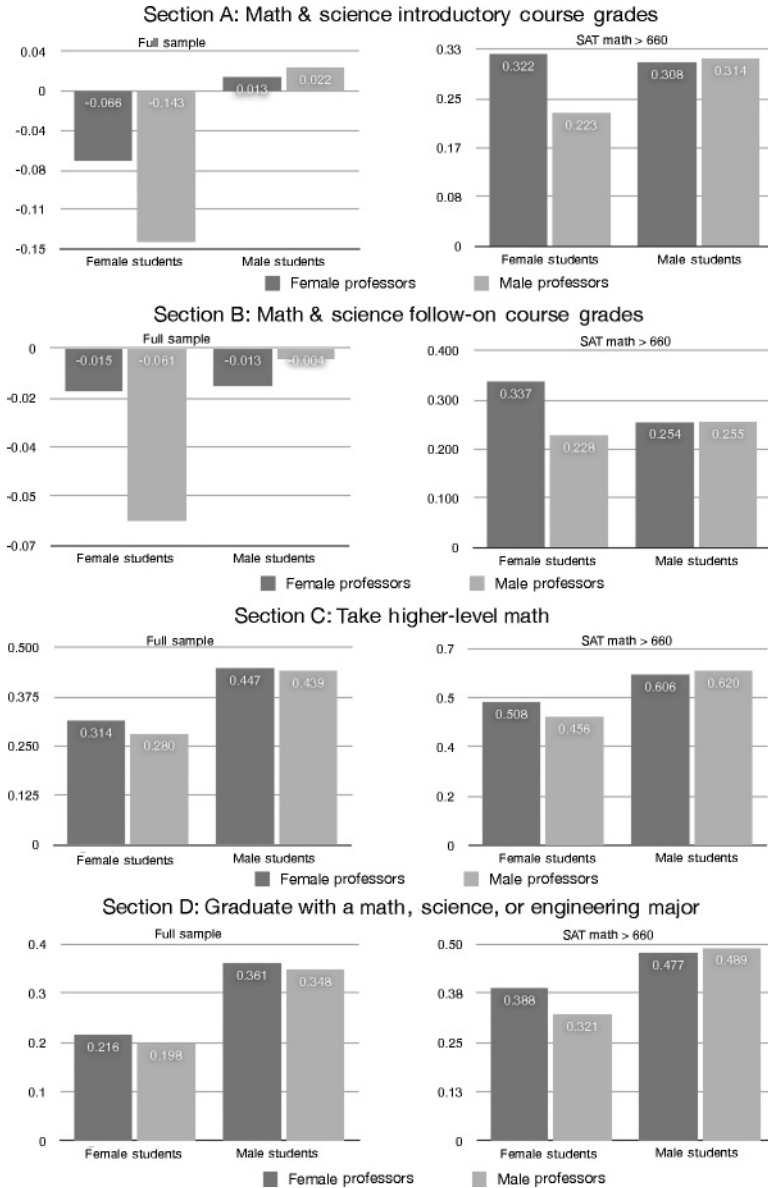 Section A: Math & science introductory course grades
Full sample
0.04
0
-0.04
-0.08
-0.11
-0.15
-0.066
-0.143
0.013
0.022
Female students
Male students
SAT math > 660
0.33
0.25
0.17
0.08
0
0.322
0.223
0.308
0.314
Female students
Male students
Female professors
Male professors
Section B: Math & science follow-on course grades
Full sample
0
-0.02
-0.04
-0.05
-0.07
-0.015
-0.061
-0.013
-0.004
Female students
Male students
SAT math > 660
0.400
0.300
0.200
0.100
0
0.337
0.228
0.254
0.255
Female students
Male students
Female professors
Male professors
Section C: Take higher-level math
Full sample
0.500
0.375
0.250
0.125
0
0.314
0.280
0.447
0.439
Female students
Male students
SAT math > 660
0.7
0.5
0.4
0.2
0
0.508
0.456
0.606
0.620
Female students
Male students
Female professors
Male professors
Section D: Graduate with a math, science, or engineering major
Full sample
0.4
0.3
0.2
0.1
0
0.216
0.198
0.361
0.348
Female students
Male students
SAT math > 660
0.50
0.38
0.25
0.13
0
0.388
0.321
0.477
0.489
Female students
Male students
Female professors
Male professors